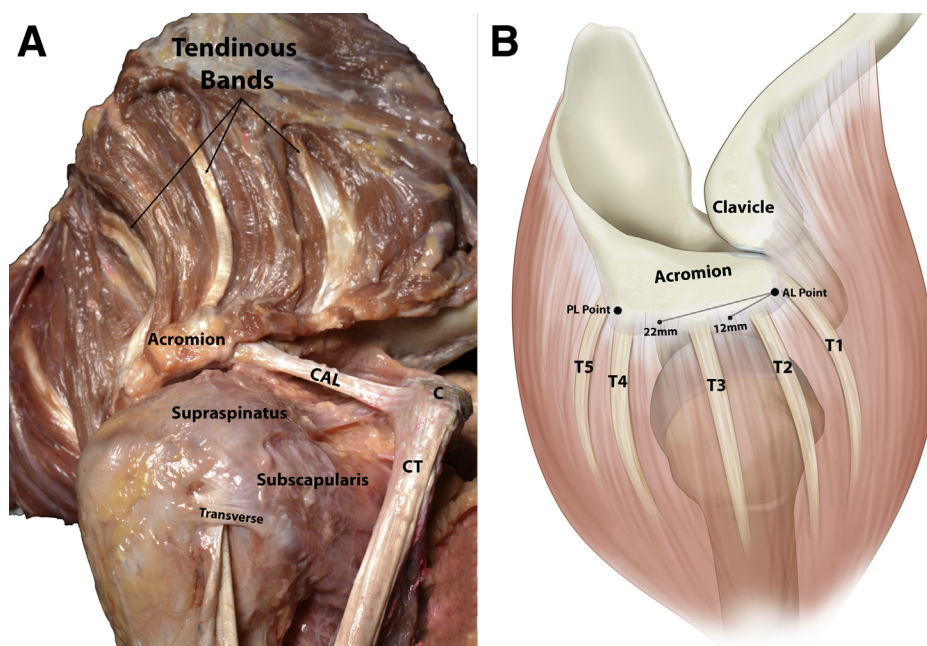 A
Tendinous
Bands
Acromion
CAL
C
Supraspinatus
CT
Subscapularis
Transverse
B
Clavicle
Acromion
AL Point
PL Point
22mm
12mm
T1
T5
T4
T3
T2